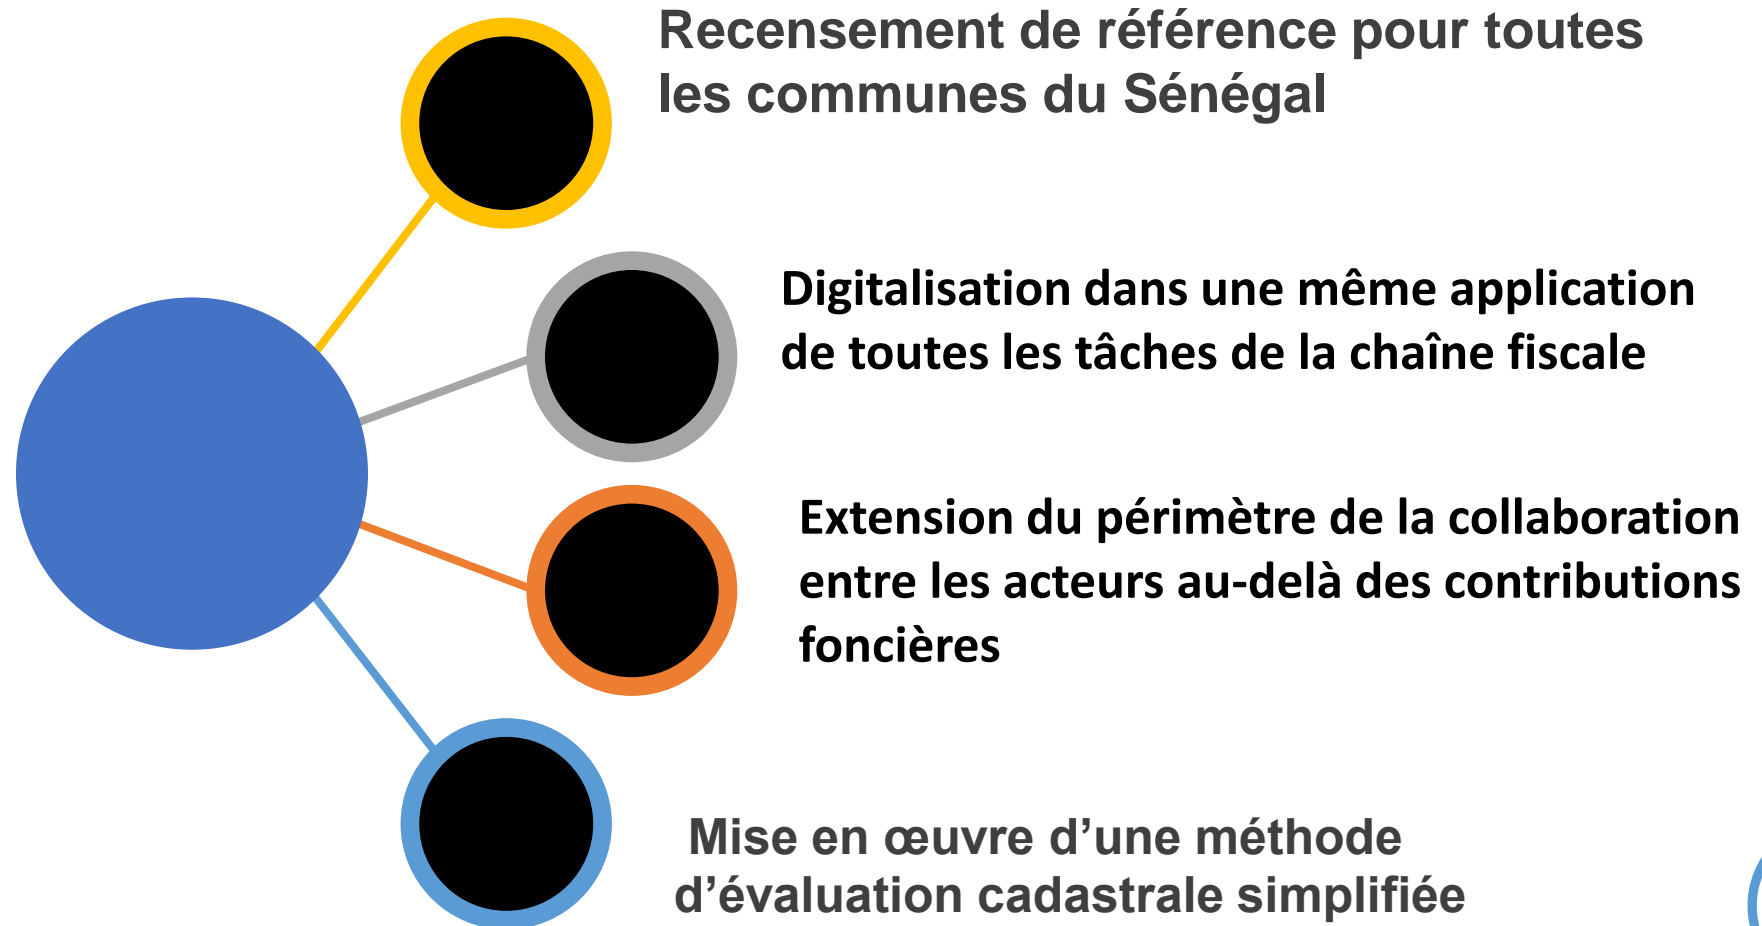 Recensement de référence pour toutes
les communes du Sénégal
Digitalisation dans une même application
de toutes les tâches de la chaîne fiscale
Extension du périmètre de la collaboration
entre les acteurs au-delà des contributions
foncières
Mise en œuvre d’une méthode
d’évaluation cadastrale simplifiée